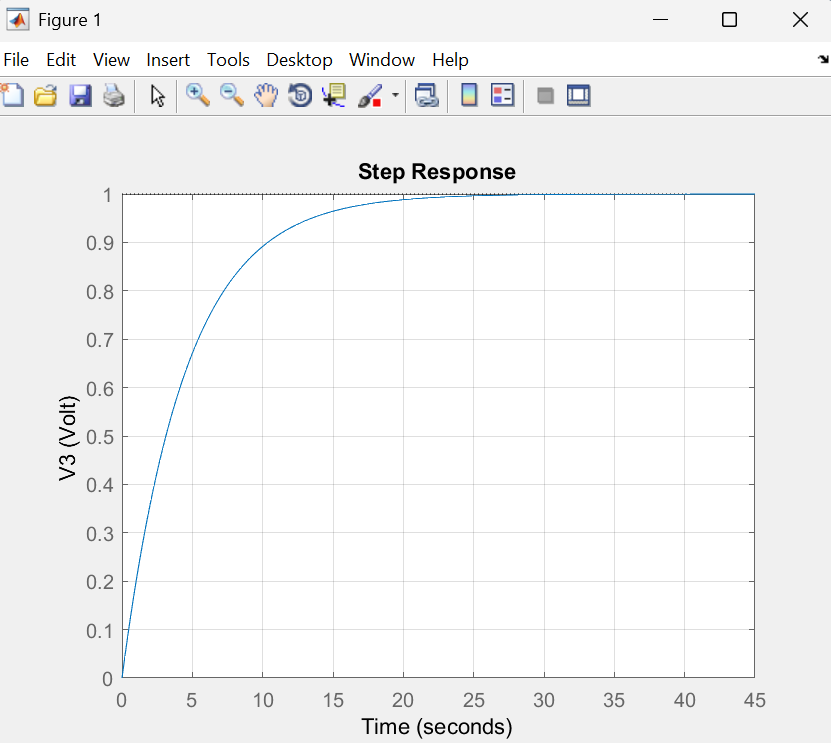 Figure 1
File Edit View Insert Tools Desktop Window Help
Step Response
1
0.9
0.8
0.7
0.6
0.5
0.4
0.3
0.2
0.1
0
V3 (Volt)
0 5 10 15 20 25 30 35 40 45
Time (seconds)